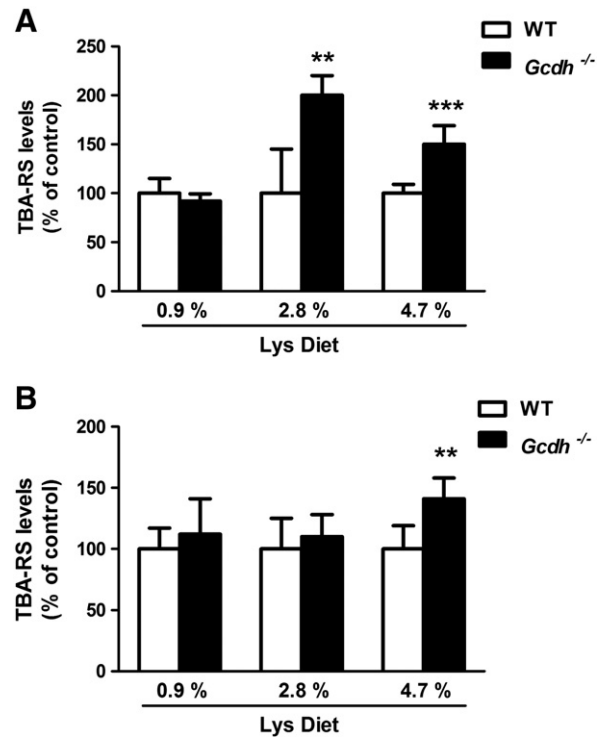 A
WT
Gcdh -/-
TBA-RS levels
(% of control)
250
200
150
100
50
0
**
***
0.9 %
2.8 %
4.7 %
Lys Diet
B
WT
Gcdh -/-
TBA-RS levels
(% of control)
200
150
100
50
0
**
0.9 %
2.8 %
4.7 %
Lys Diet